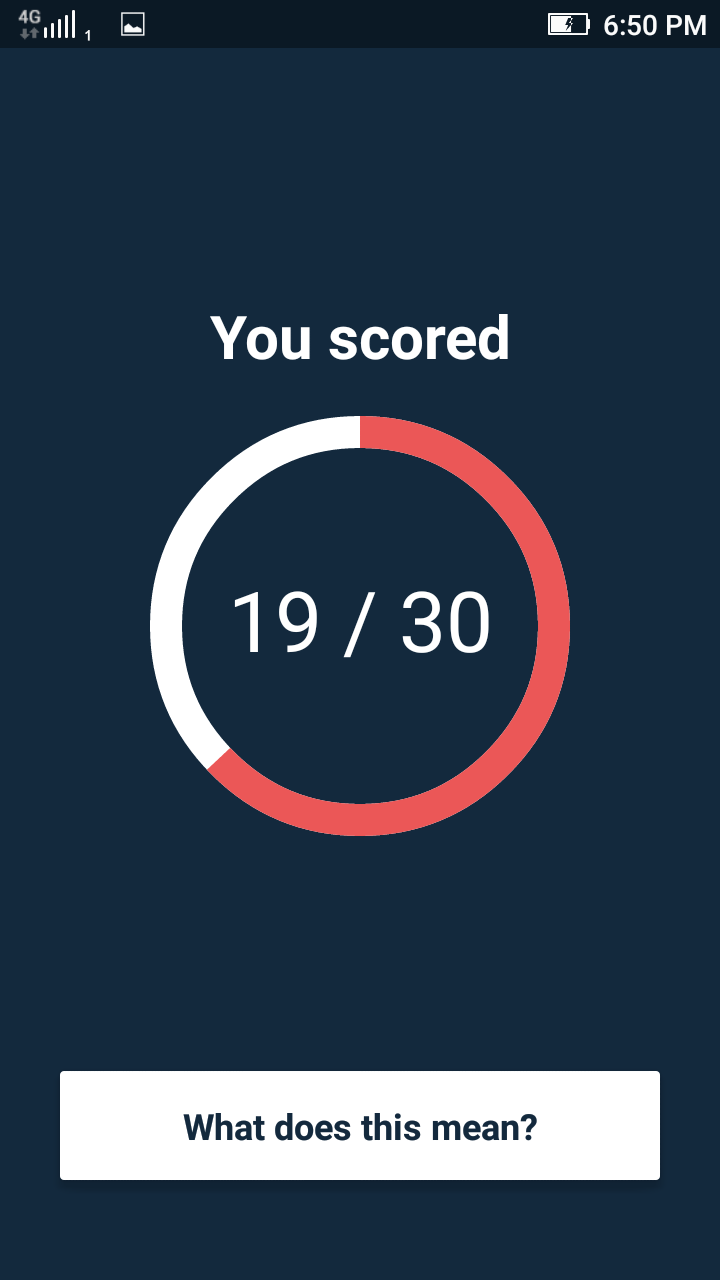 4G 1 6:50 PM
You scored
19 / 30
What does this mean?